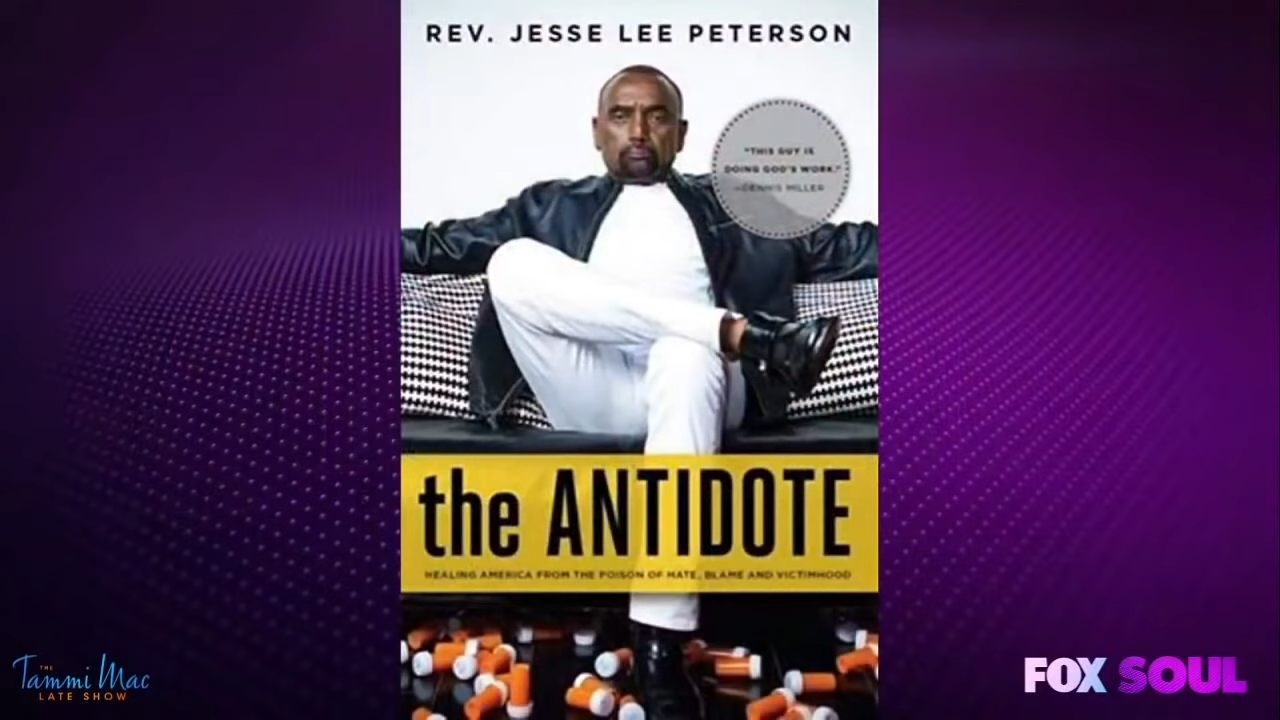 REV. JESSE LEE PETERSON
"THIS GUY IS
DOING GOD'S WORK."
—DENNIS MILLER
the ANTIDOTE
HEALING AMERICA FROM THE POISON OF HATE, BLAME AND VICTIMHOOD
THE
Tammi Mac
LATE SHOW
FOX SOUL